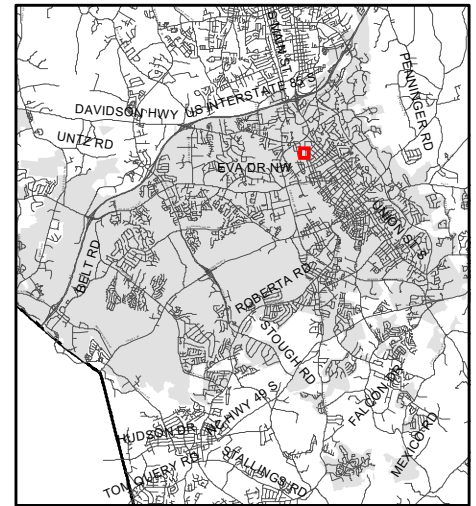 S MAIN ST
PENNINGER RD
DAVIDSON HWY
US INTERSTATE 85 S
UNTZ RD
EVA DR NW
UNION ST S
BELT RD
ROBERTA RD
STOUGH RD
FALCON DR
NC HWY 49 S
HUDSON DR
MEXICO RD
TOM QUERY RD
STALLINGS RD